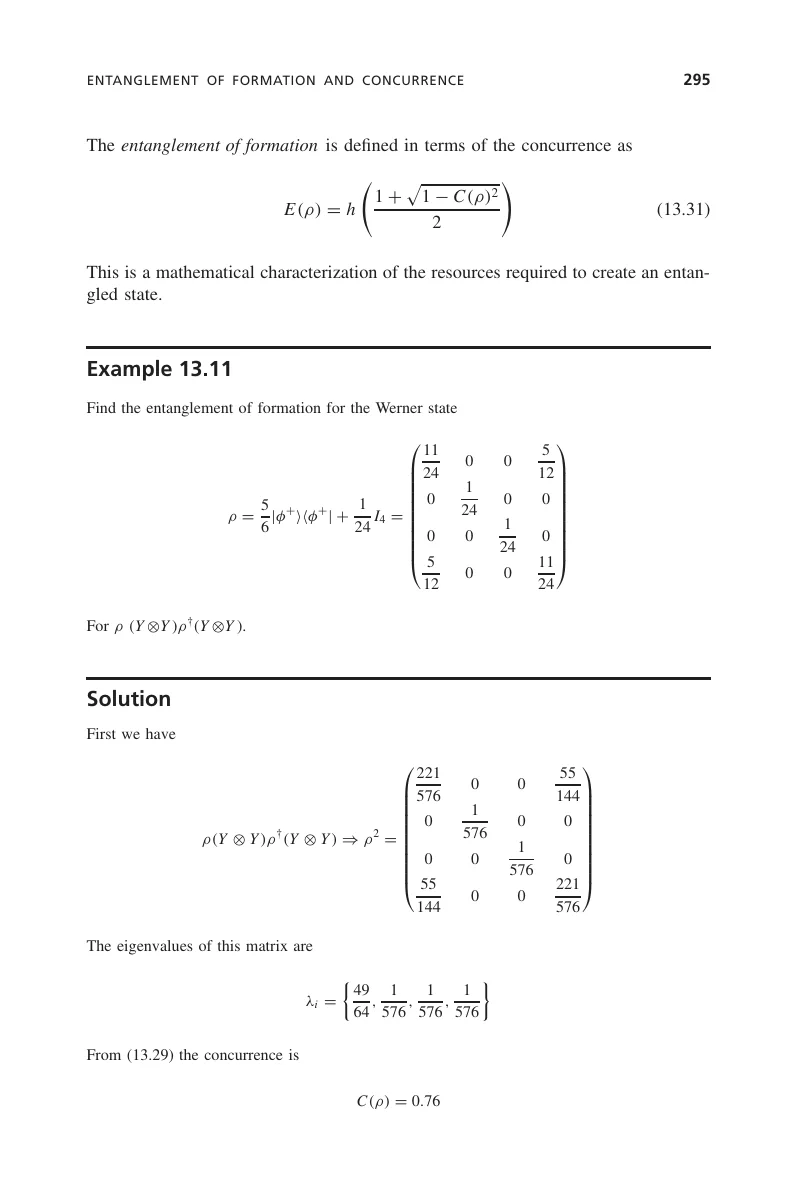 ENTANGLEMENT OF FORMATION AND CONCURRENCE 295
The entanglement of formation is defined in terms of the concurrence as
E(ρ) = h ( (1 + √(1 − C(ρ)²)) / 2 ) (13.31)
This is a mathematical characterization of the resources required to create an entan-
gled state.
Example 13.11
Find the entanglement of formation for the Werner state
ρ = 5/6 |ϕ⁺⟩⟨ϕ⁺| + 1/24 I₄ =
( 11/24 0 0 5/12
0 1/24 0 0
0 0 1/24 0
5/12 0 0 11/24 )
For ρ (Y⊗Y)ρ†(Y⊗Y).
Solution
First we have
ρ(Y ⊗ Y)ρ†(Y ⊗ Y) ⇒ ρ² =
( 221/576 0 0 55/144
0 1/576 0 0
0 0 1/576 0
55/144 0 0 221/576 )
The eigenvalues of this matrix are
λᵢ = { 49/64, 1/576, 1/576, 1/576 }
From (13.29) the concurrence is
C(ρ) = 0.76